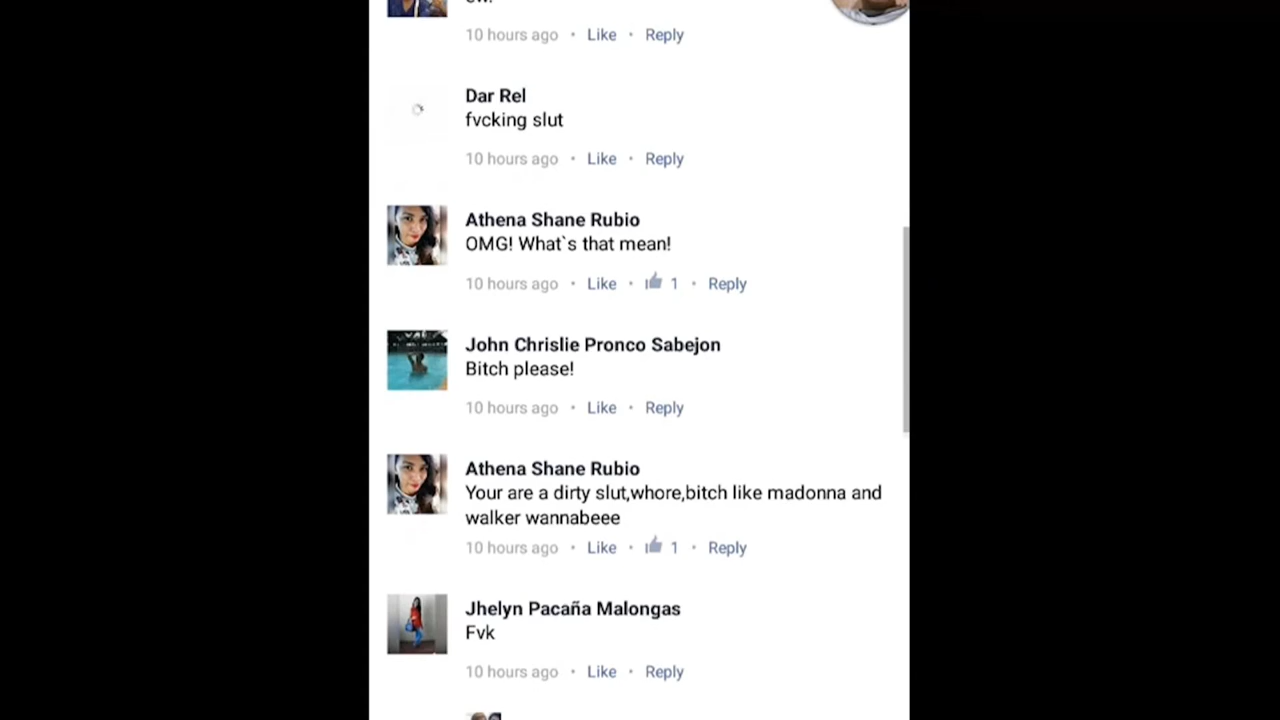 10 hours ago • Like • Reply
Dar Rel
fvcking slut
10 hours ago • Like • Reply
Athena Shane Rubio
OMG! What`s that mean!
10 hours ago • Like • 1 • Reply
John Chrislie Pronco Sabejon
Bitch please!
10 hours ago • Like • Reply
Athena Shane Rubio
Your are a dirty slut,whore,bitch like madonna and
walker wannabeee
10 hours ago • Like • 1 • Reply
Jhelyn Pacaña Malongas
Fvk
10 hours ago • Like • Reply